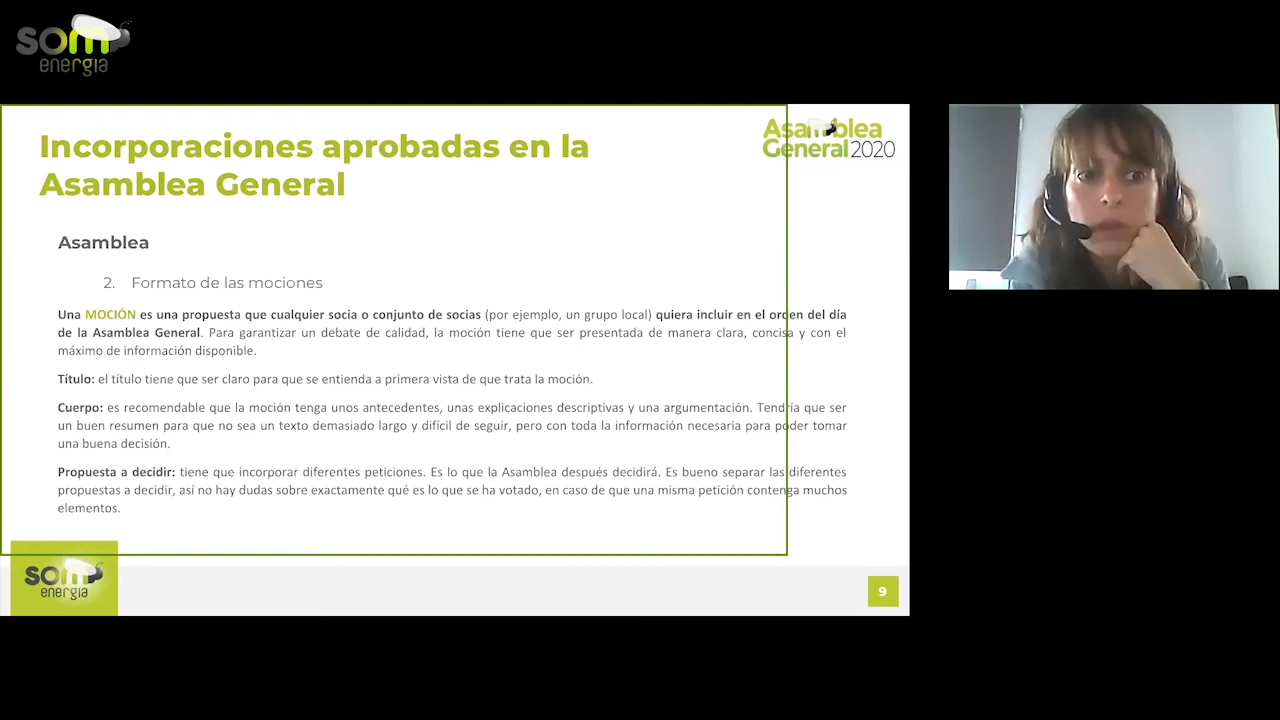 som
energia
Incorporaciones aprobadas en la
Asamblea General
Asamblea
General 2020
Asamblea
2. Formato de las mociones
Una MOCIÓN es una propuesta que cualquier socia o conjunto de socias (por ejemplo, un grupo local) quiera incluir en el orden del día
de la Asamblea General. Para garantizar un debate de calidad, la moción tiene que ser presentada de manera clara, concisa y con el
máximo de información disponible.
Título: el título tiene que ser claro para que se entienda a primera vista de que trata la moción.
Cuerpo: es recomendable que la moción tenga unos antecedentes, unas explicaciones descriptivas y una argumentación. Tendría que ser
un buen resumen para que no sea un texto demasiado largo y difícil de seguir, pero con toda la información necesaria para poder tomar
una buena decisión.
Propuesta a decidir: tiene que incorporar diferentes peticiones. Es lo que la Asamblea después decidirá. Es bueno separar las diferentes
propuestas a decidir, así no hay dudas sobre exactamente qué es lo que se ha votado, en caso de que una misma petición contenga muchos
elementos.
som
energia
9